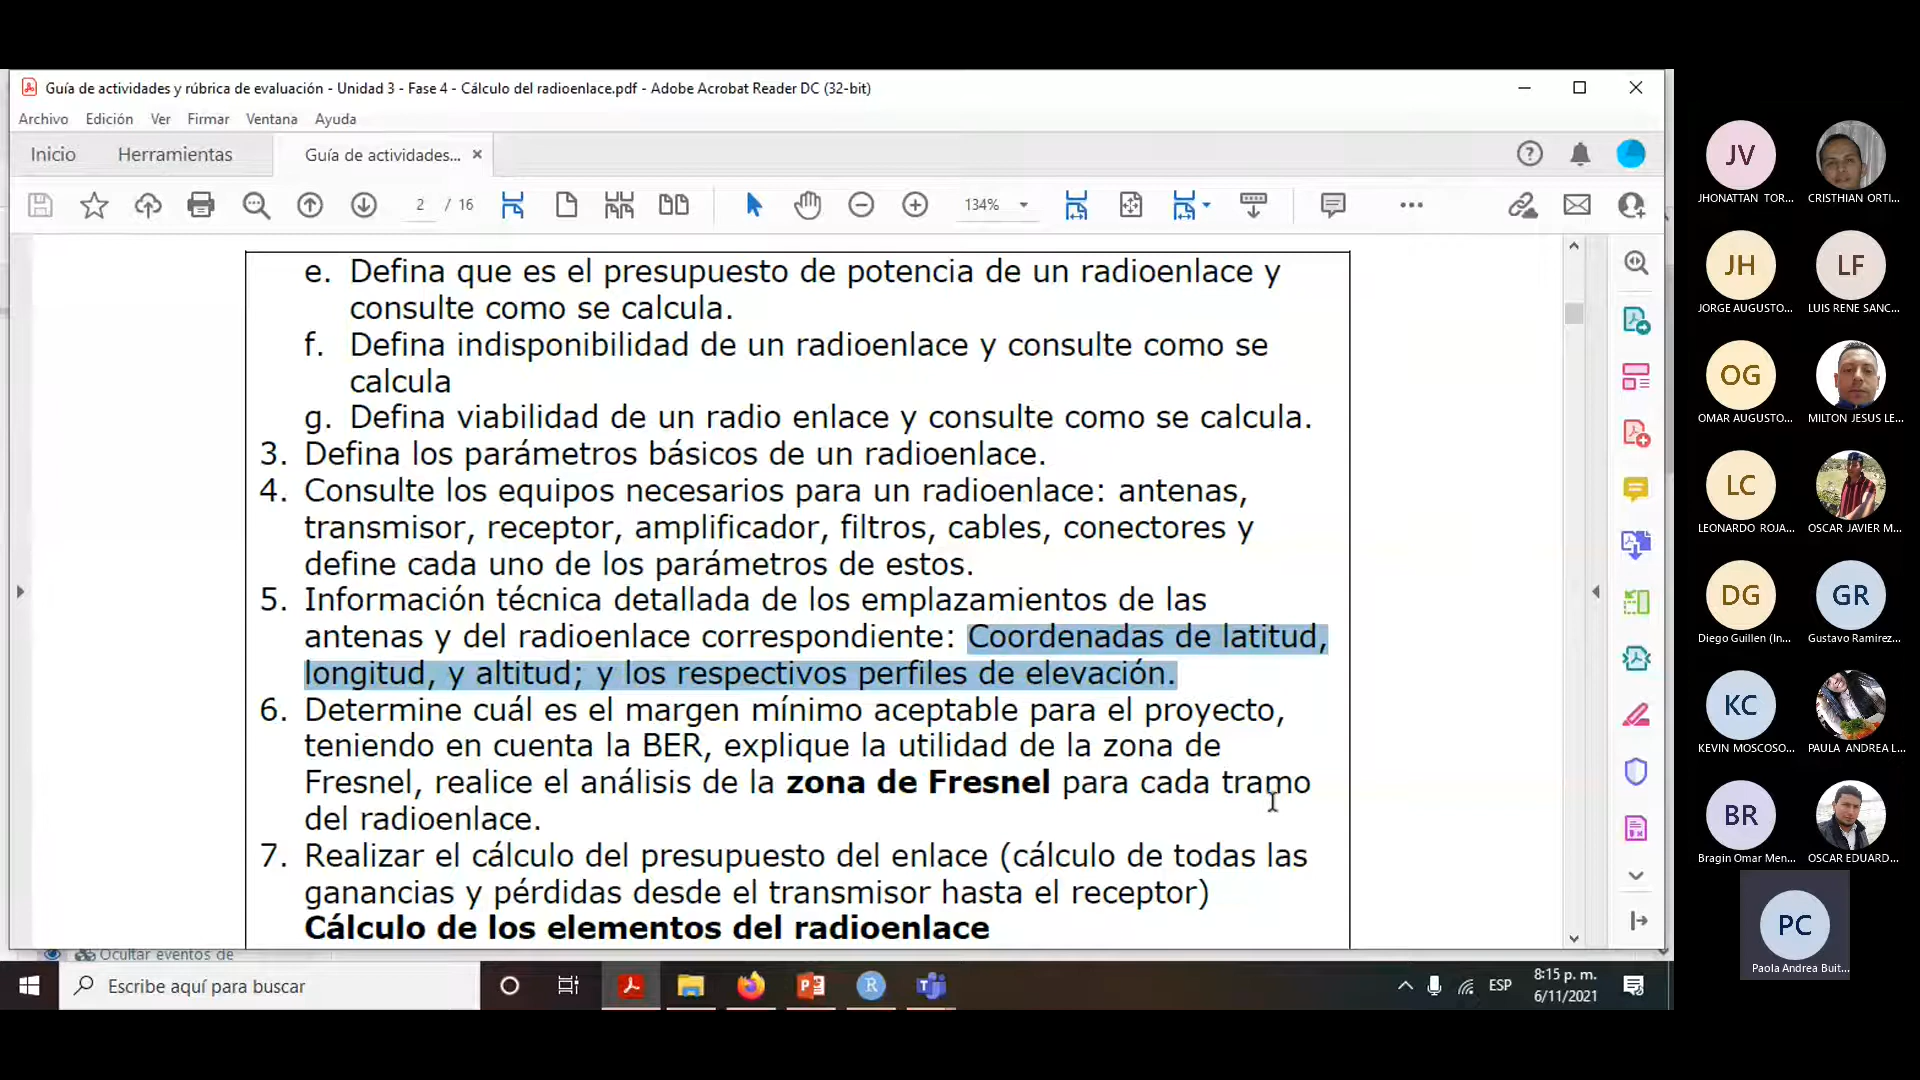 Guía de actividades y rúbrica de evaluación - Unidad 3 - Fase 4 - Cálculo del radioenlace.pdf - Adobe Acrobat Reader DC (32-bit)
Archivo Edición Ver Firmar Ventana Ayuda
Inicio Herramientas Guía de actividades...
2 / 16 134%
e. Defina que es el presupuesto de potencia de un radioenlace y
consulte como se calcula.
f. Defina indisponibilidad de un radioenlace y consulte como se
calcula
g. Defina viabilidad de un radio enlace y consulte como se calcula.
3. Defina los parámetros básicos de un radioenlace.
4. Consulte los equipos necesarios para un radioenlace: antenas,
transmisor, receptor, amplificador, filtros, cables, conectores y
define cada uno de los parámetros de estos.
5. Información técnica detallada de los emplazamientos de las
antenas y del radioenlace correspondiente: Coordenadas de latitud,
longitud, y altitud; y los respectivos perfiles de elevación.
6. Determine cuál es el margen mínimo aceptable para el proyecto,
teniendo en cuenta la BER, explique la utilidad de la zona de
Fresnel, realice el análisis de la zona de Fresnel para cada tramo
del radioenlace.
7. Realizar el cálculo del presupuesto del enlace (cálculo de todas las
ganancias y pérdidas desde el transmisor hasta el receptor)
Cálculo de los elementos del radioenlace
Ocultar eventos de
Escribe aquí para buscar
ESP
8:15 p. m.
6/11/2021
JV
JHONATTAN TOR... CRISTHIAN ORTI...
JH LF
JORGE AUGUSTO... LUIS RENE SANC...
OG
OMAR AUGUSTO... MILTON JESUS LE...
LC
LEONARDO ROJA... OSCAR JAVIER M...
DG GR
Diego Guillen (In... Gustavo Ramirez...
KC
KEVIN MOSCOSO... PAULA ANDREA L...
BR
Bragin Omar Men... OSCAR EDUARD...
PC
Paola Andrea Buit...